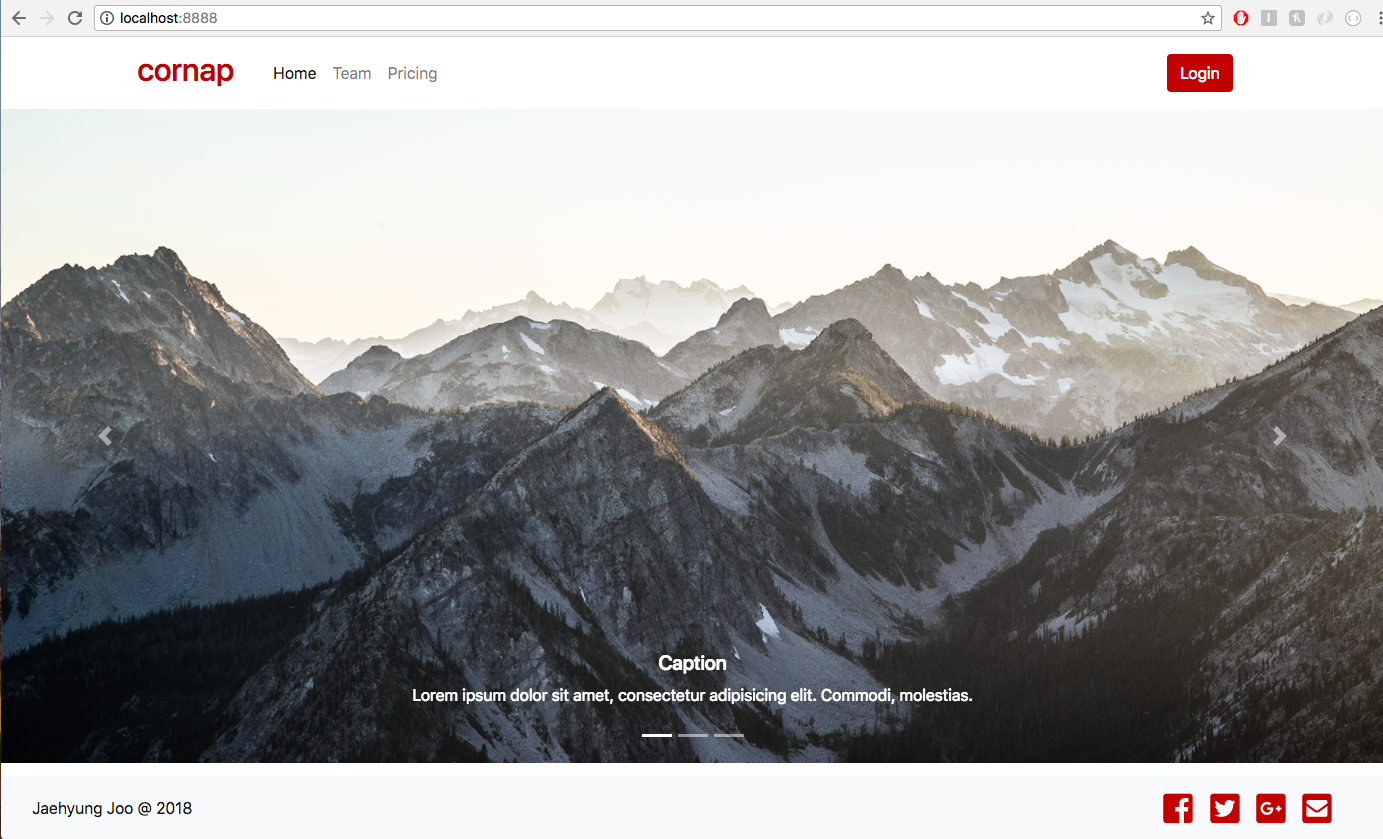 localhost:8888
cornap Home Team Pricing Login
Caption
Lorem ipsum dolor sit amet, consectetur adipisicing elit. Commodi, molestias.
Jaehyung Joo @ 2018